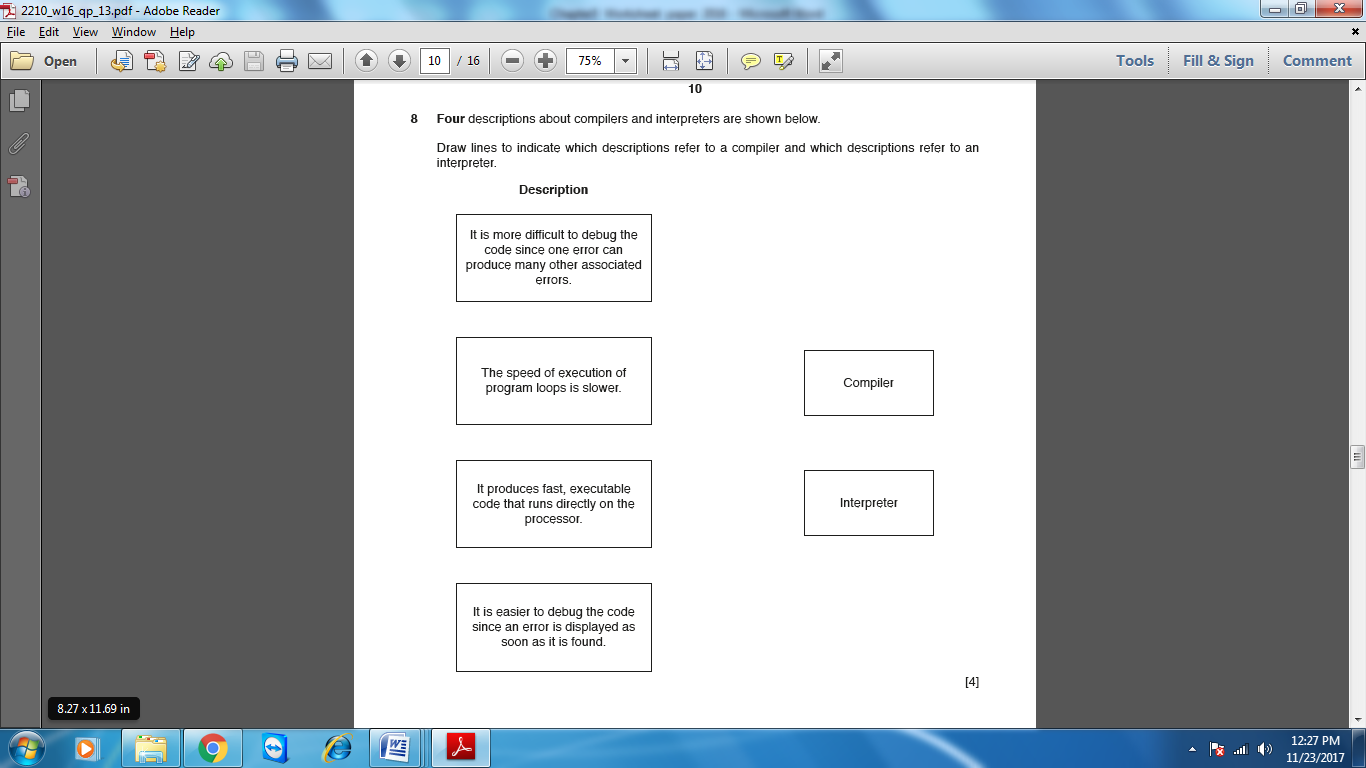 2210_w16_qp_13.pdf - Adobe Reader
File Edit View Window Help
Open 10 / 16 75% Tools Fill & Sign Comment
10
8 Four descriptions about compilers and interpreters are shown below.
Draw lines to indicate which descriptions refer to a compiler and which descriptions refer to an
interpreter.
Description
It is more difficult to debug the
code since one error can
produce many other associated
errors.
The speed of execution of
program loops is slower.
Compiler
It produces fast, executable
code that runs directly on the
processor.
Interpreter
It is easier to debug the code
since an error is displayed as
soon as it is found.
[4]
8.27 x 11.69 in
12:27 PM
11/23/2017